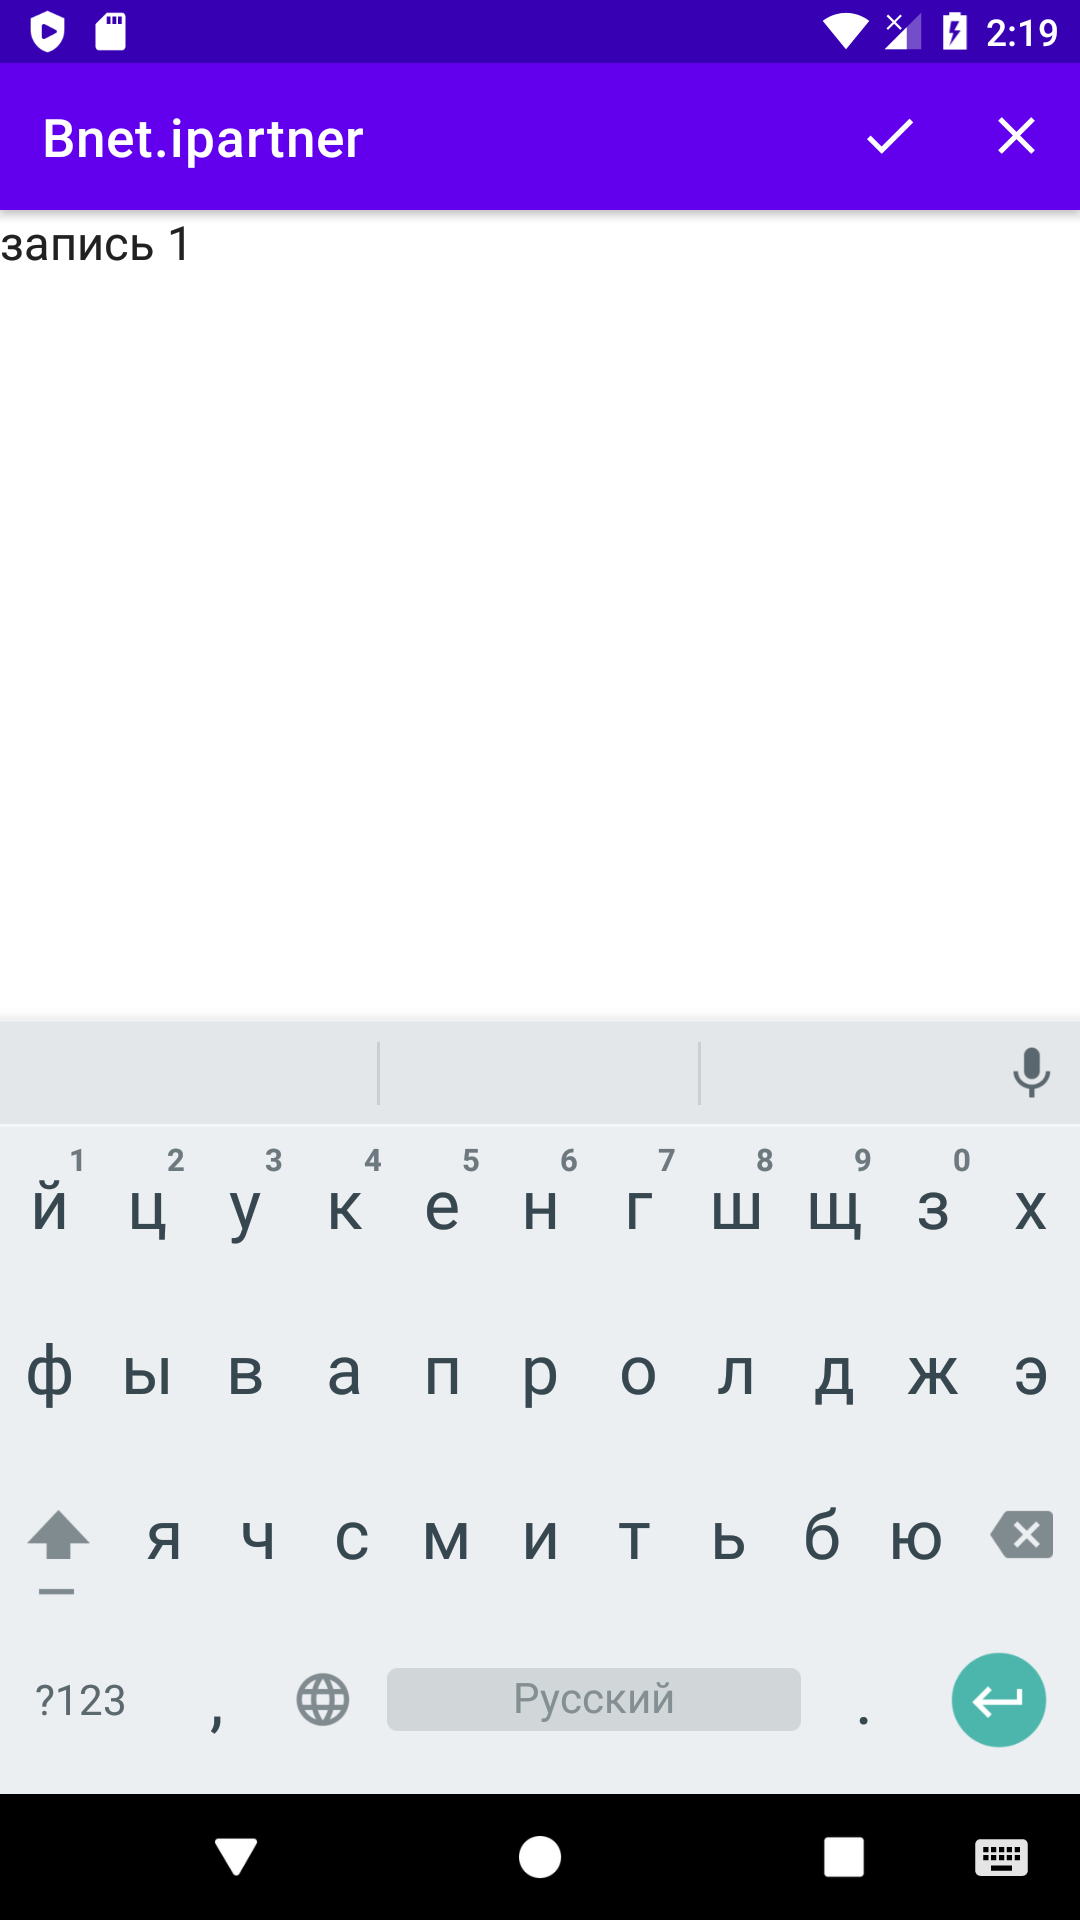 2:19
Bnet.ipartner
запись 1
1 2 3 4 5 6 7 8 9 0
й ц у к е н г ш щ з х
ф ы в а п р о л д ж э
я ч с м и т ь б ю
?123 , Русский .